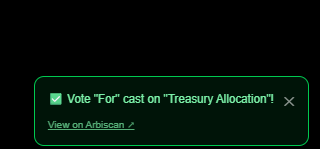 ✅ Vote "For" cast on "Treasury Allocation"!
View on Arbiscan ↗